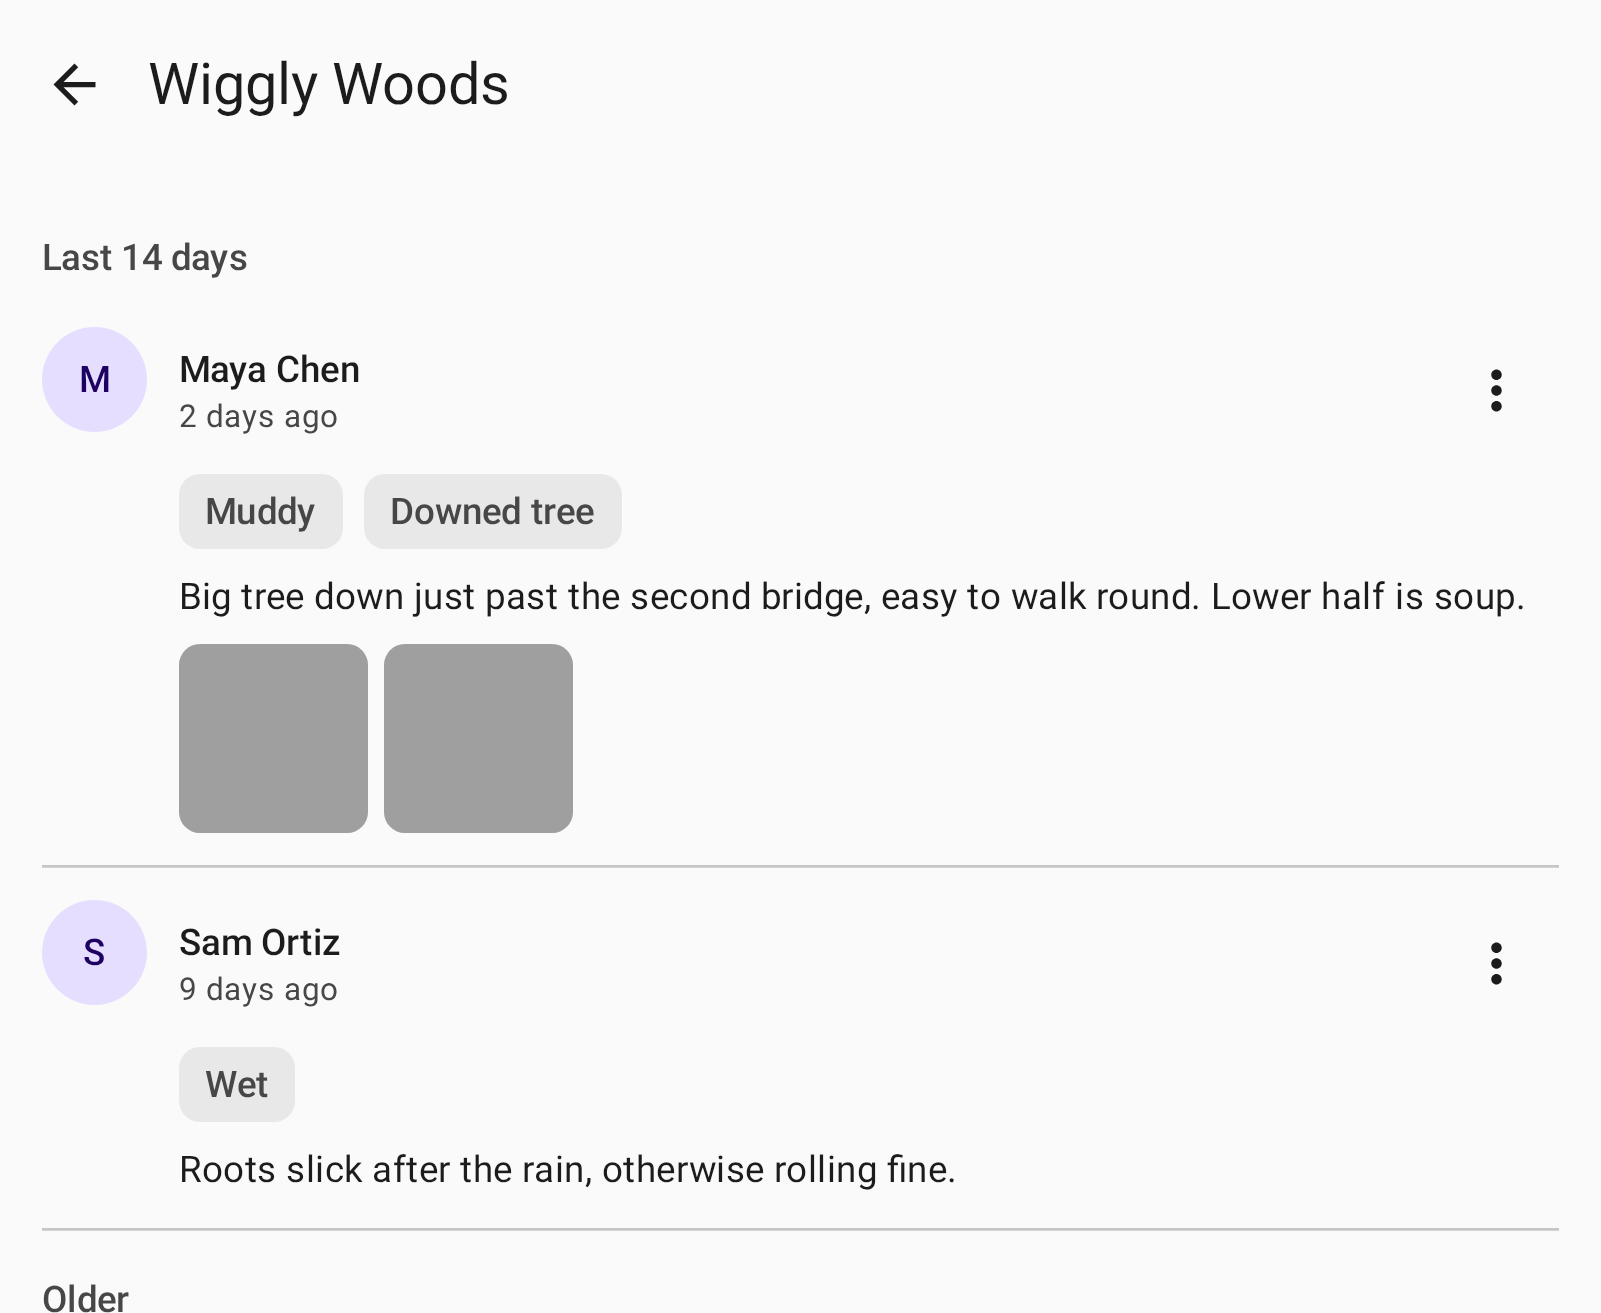 Wiggly Woods
Last 14 days
M
Maya Chen
2 days ago
Muddy
Downed tree
Big tree down just past the second bridge, easy to walk round. Lower half is soup.
S
Sam Ortiz
9 days ago
Wet
Roots slick after the rain, otherwise rolling fine.
Older